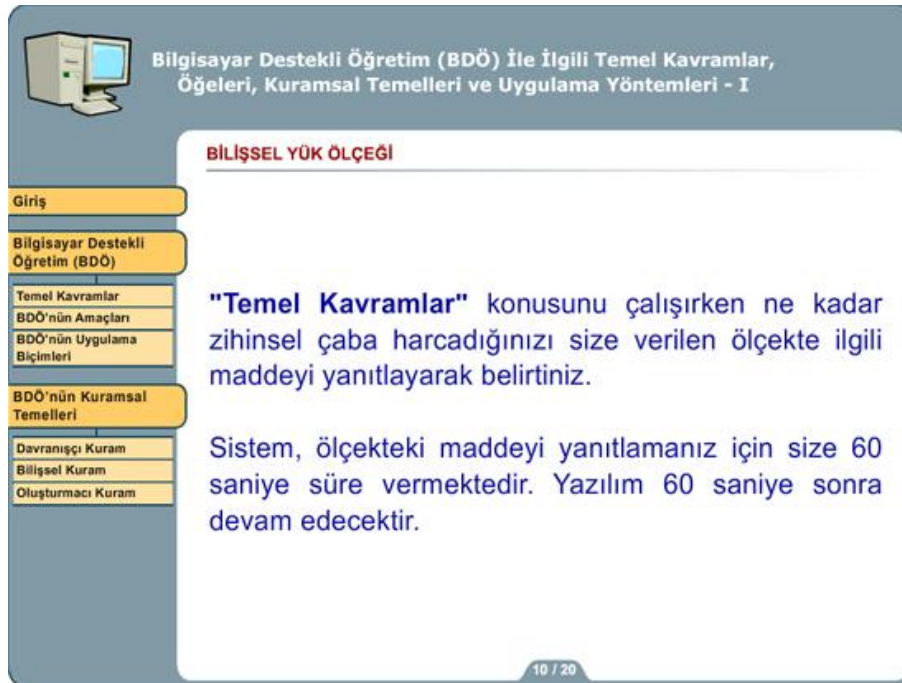 Bilgisayar Destekli Öğretim (BDÖ) İle İlgili Temel Kavramlar,
Öğeleri, Kuramsal Temelleri ve Uygulama Yöntemleri - I
BİLİŞSEL YÜK ÖLÇEĞİ
Giriş
Bilgisayar Destekli
Öğretim (BDÖ)
Temel Kavramlar
BDÖ'nün Amaçları
BDÖ'nün Uygulama
Biçimleri
BDÖ'nün Kuramsal
Temelleri
Davranışçı Kuram
Bilişsel Kuram
Oluşturmacı Kuram
"Temel Kavramlar" konusunu çalışırken ne kadar
zihinsel çaba harcadığınızı size verilen ölçekte ilgili
maddeyi yanıtlayarak belirtiniz.
Sistem, ölçekteki maddeyi yanıtlamanız için size 60
saniye süre vermektedir. Yazılım 60 saniye sonra
devam edecektir.
10 / 20